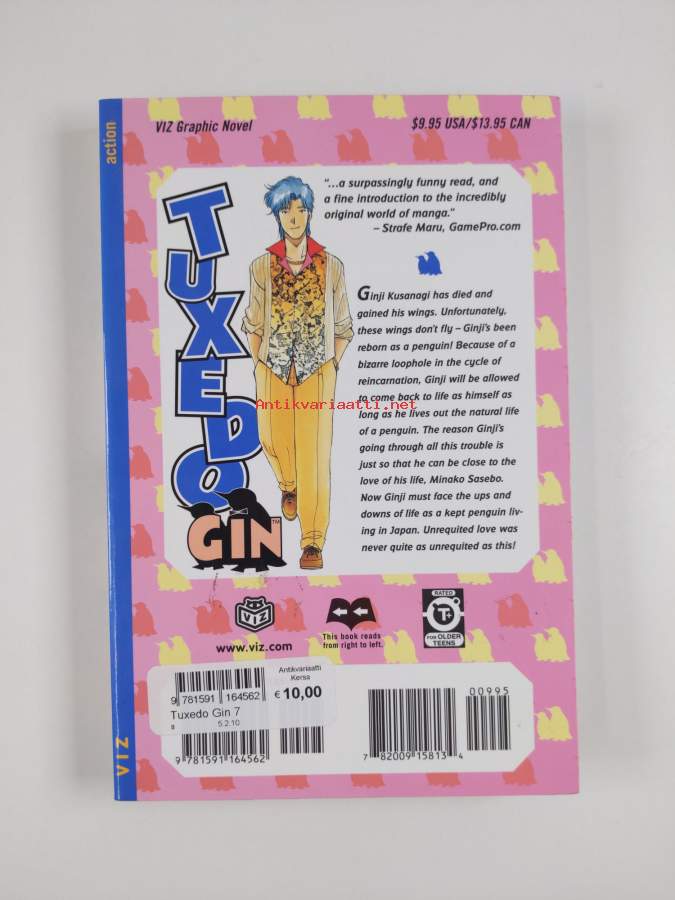 action
VIZ Graphic Novel
$9.95 USA/$13.95 CAN
TUXEDO
GIN™
“...a surpassingly funny read, and
a fine introduction to the incredibly
original world of manga.”
– Strafe Maru, GamePro.com
Ginji Kusanagi has died and
gained his wings. Unfortunately,
these wings don’t fly – Ginji’s been
reborn as a penguin! Because of a
bizarre loophole in the cycle of
reincarnation, Ginji will be allowed
to come back to life as himself as
long as he lives out the natural life
of a penguin. The reason Ginji’s
going through all this trouble is
just so that he can be close to the
love of his life, Minako Sasebo.
Now Ginji must face the ups and
downs of life as a kept penguin liv-
ing in Japan. Unrequited love was
never quite as unrequited as this!
Antikvariaatti.net
VIZ
www.viz.com
This book reads
from right to left.
RATED
T+
FOR OLDER
TEENS
Antikvariaatti
Kersa
€ 10,00
9 781591 164562
Tuxedo Gin 7
5.2.10
9 781591 164562
00995
7 82009 15813 4
VIZ